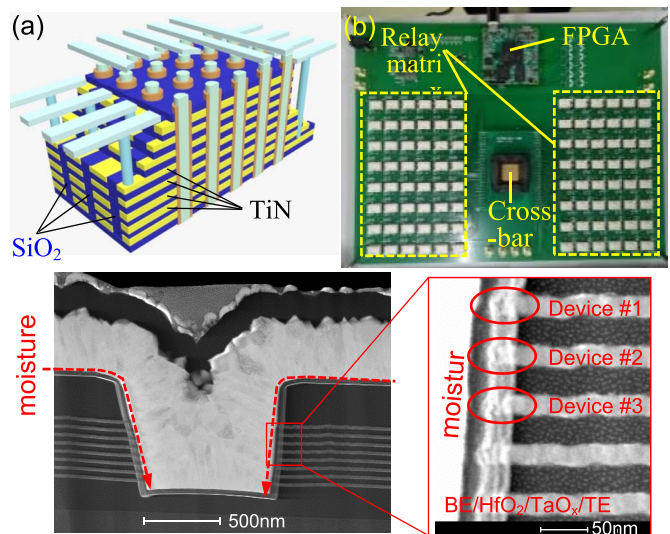 (a)
TiN
SiO2
(b)
Relay
matri
x
FPGA
Cross
-bar
moisture
500nm
Device #1
Device #2
Device #3
moistur
BE/HfO2/TaOx/TE
50nm